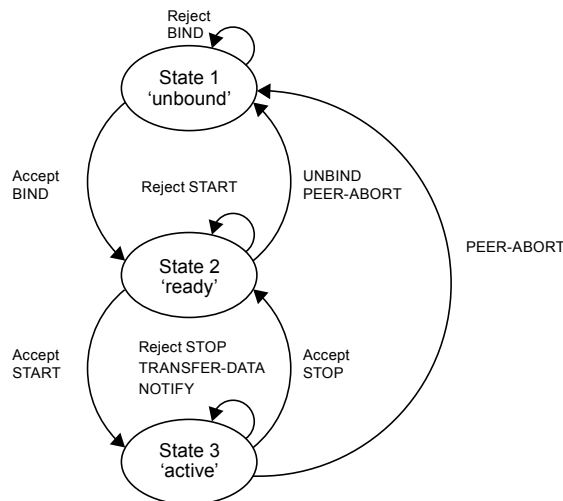 Reject
BIND
State 1
‘unbound’
Accept
BIND
Reject START
UNBIND
PEER-ABORT
PEER-ABORT
State 2
‘ready’
Accept
START
Reject STOP
TRANSFER-DATA
NOTIFY
Accept
STOP
State 3
‘active’